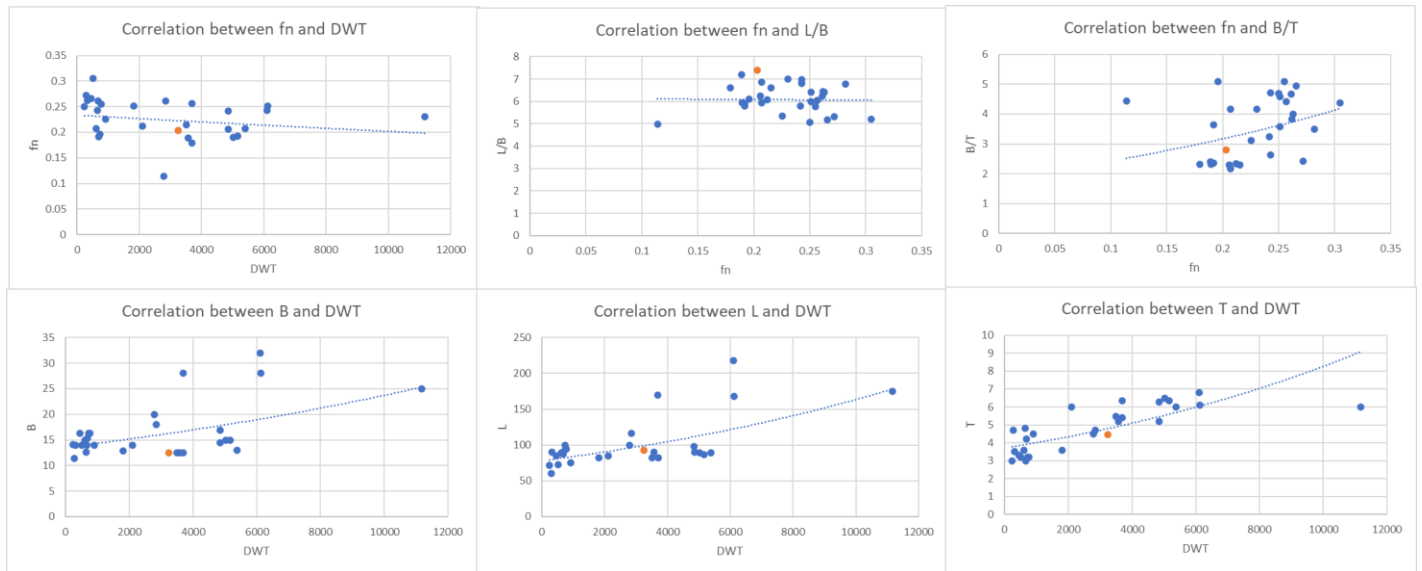 Correlation between fn and DWT
0.35
0.3
0.25
0.2
0.15
0.1
0.05
0
fn
0 2000 4000 6000 8000 10000 12000
DWT
Correlation between fn and L/B
8
7
6
5
4
3
2
1
0
L/B
0 0.05 0.1 0.15 0.2 0.25 0.3 0.35
fn
Correlation between fn and B/T
6
5
4
3
2
1
0
B/T
0 0.05 0.1 0.15 0.2 0.25 0.3 0.35
fn
Correlation between B and DWT
35
30
25
20
15
10
5
0
B
0 2000 4000 6000 8000 10000 12000
DWT
Correlation between L and DWT
250
200
150
100
50
0
L
0 2000 4000 6000 8000 10000 12000
DWT
Correlation between T and DWT
10
9
8
7
6
5
4
3
2
1
0
T
0 2000 4000 6000 8000 10000 12000
DWT